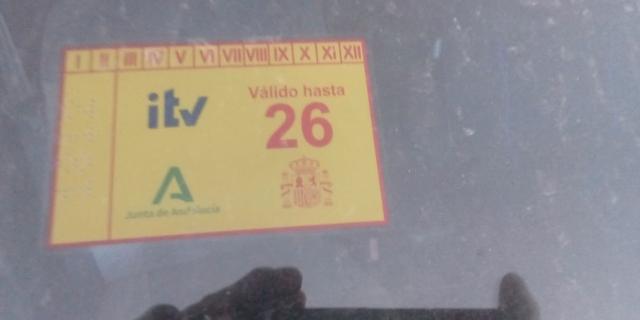 I II III IV V VI VII VIII IX X XI XII
itv
Válido hasta
26
Junta de Andalucía